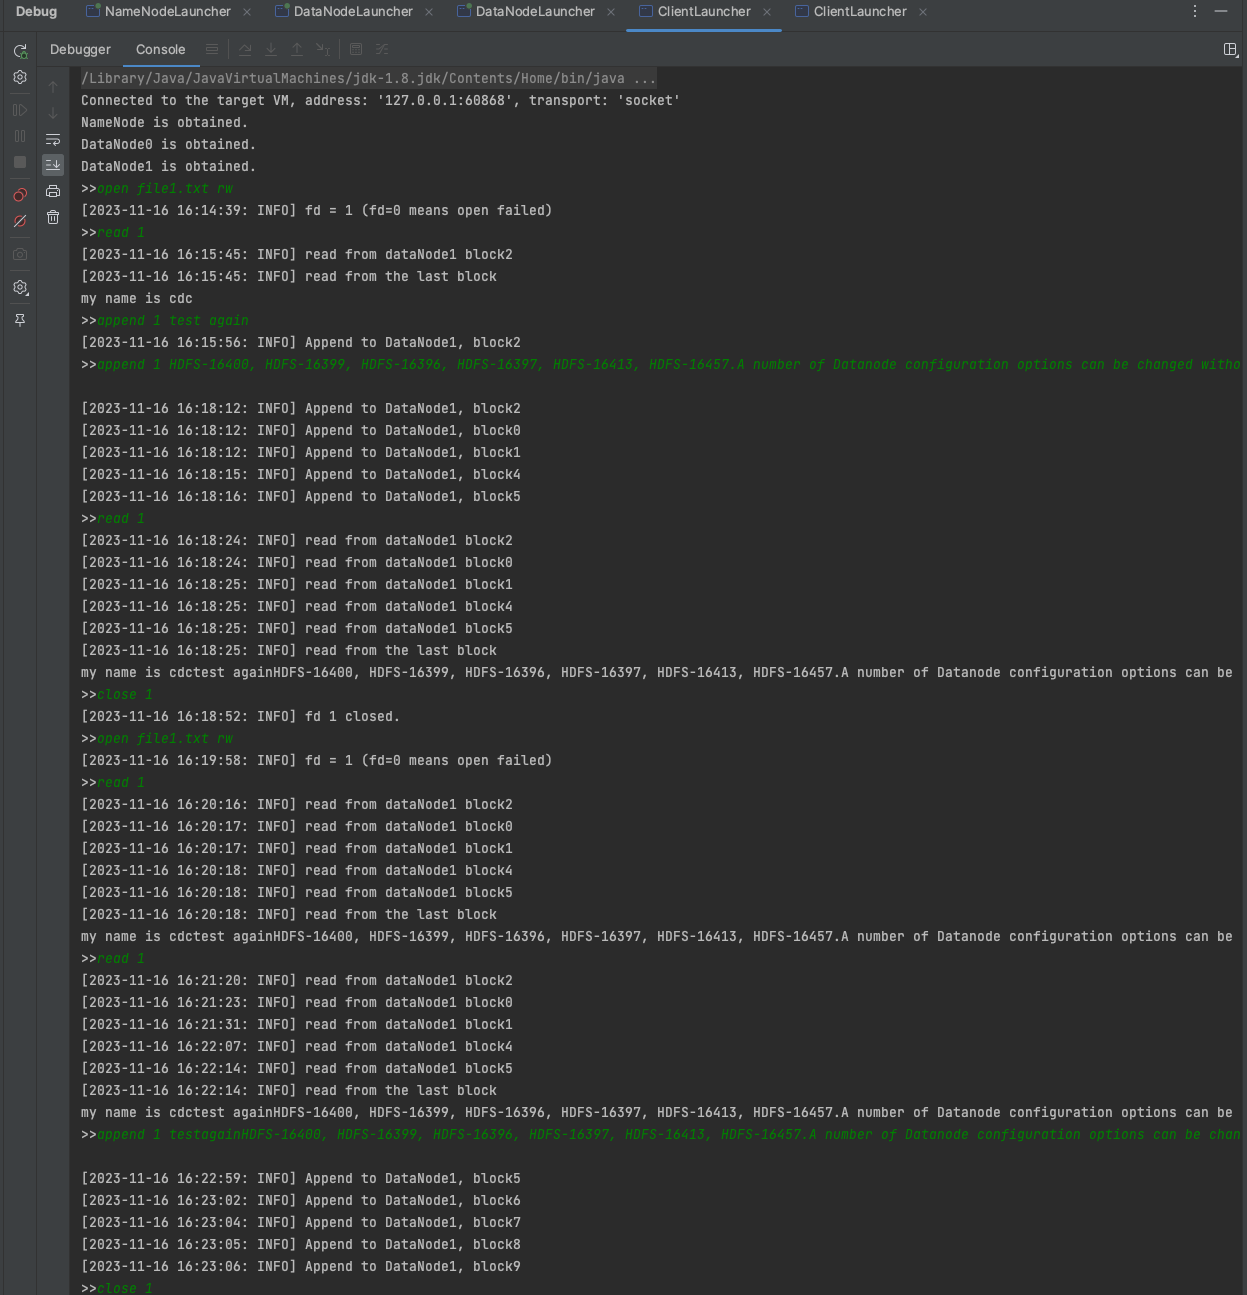 Debug NameNodeLauncher DataNodeLauncher DataNodeLauncher ClientLauncher ClientLauncher
Debugger Console
/Library/Java/JavaVirtualMachines/jdk-1.8.jdk/Contents/Home/bin/java ...
Connected to the target VM, address: '127.0.0.1:60868', transport: 'socket'
NameNode is obtained.
DataNode0 is obtained.
DataNode1 is obtained.
>>open file1.txt rw
[2023-11-16 16:14:39: INFO] fd = 1 (fd=0 means open failed)
>>read 1
[2023-11-16 16:15:45: INFO] read from dataNode1 block2
[2023-11-16 16:15:45: INFO] read from the last block
my name is cdc
>>append 1 test again
[2023-11-16 16:15:56: INFO] Append to DataNode1, block2
>>append 1 HDFS-16400, HDFS-16399, HDFS-16396, HDFS-16397, HDFS-16413, HDFS-16457.A number of Datanode configuration options can be changed witho
[2023-11-16 16:18:12: INFO] Append to DataNode1, block2
[2023-11-16 16:18:12: INFO] Append to DataNode1, block0
[2023-11-16 16:18:12: INFO] Append to DataNode1, block1
[2023-11-16 16:18:15: INFO] Append to DataNode1, block4
[2023-11-16 16:18:16: INFO] Append to DataNode1, block5
>>read 1
[2023-11-16 16:18:24: INFO] read from dataNode1 block2
[2023-11-16 16:18:24: INFO] read from dataNode1 block0
[2023-11-16 16:18:25: INFO] read from dataNode1 block1
[2023-11-16 16:18:25: INFO] read from dataNode1 block4
[2023-11-16 16:18:25: INFO] read from dataNode1 block5
[2023-11-16 16:18:25: INFO] read from the last block
my name is cdctest againHDFS-16400, HDFS-16399, HDFS-16396, HDFS-16397, HDFS-16413, HDFS-16457.A number of Datanode configuration options can be
>>close 1
[2023-11-16 16:18:52: INFO] fd 1 closed.
>>open file1.txt rw
[2023-11-16 16:19:58: INFO] fd = 1 (fd=0 means open failed)
>>read 1
[2023-11-16 16:20:16: INFO] read from dataNode1 block2
[2023-11-16 16:20:17: INFO] read from dataNode1 block0
[2023-11-16 16:20:17: INFO] read from dataNode1 block1
[2023-11-16 16:20:18: INFO] read from dataNode1 block4
[2023-11-16 16:20:18: INFO] read from dataNode1 block5
[2023-11-16 16:20:18: INFO] read from the last block
my name is cdctest againHDFS-16400, HDFS-16399, HDFS-16396, HDFS-16397, HDFS-16413, HDFS-16457.A number of Datanode configuration options can be
>>read 1
[2023-11-16 16:21:20: INFO] read from dataNode1 block2
[2023-11-16 16:21:23: INFO] read from dataNode1 block0
[2023-11-16 16:21:31: INFO] read from dataNode1 block1
[2023-11-16 16:22:07: INFO] read from dataNode1 block4
[2023-11-16 16:22:14: INFO] read from dataNode1 block5
[2023-11-16 16:22:14: INFO] read from the last block
my name is cdctest againHDFS-16400, HDFS-16399, HDFS-16396, HDFS-16397, HDFS-16413, HDFS-16457.A number of Datanode configuration options can be
>>append 1 testagainHDFS-16400, HDFS-16399, HDFS-16396, HDFS-16397, HDFS-16413, HDFS-16457.A number of Datanode configuration options can be chan
[2023-11-16 16:22:59: INFO] Append to DataNode1, block5
[2023-11-16 16:23:02: INFO] Append to DataNode1, block6
[2023-11-16 16:23:04: INFO] Append to DataNode1, block7
[2023-11-16 16:23:05: INFO] Append to DataNode1, block8
[2023-11-16 16:23:06: INFO] Append to DataNode1, block9
>>close 1